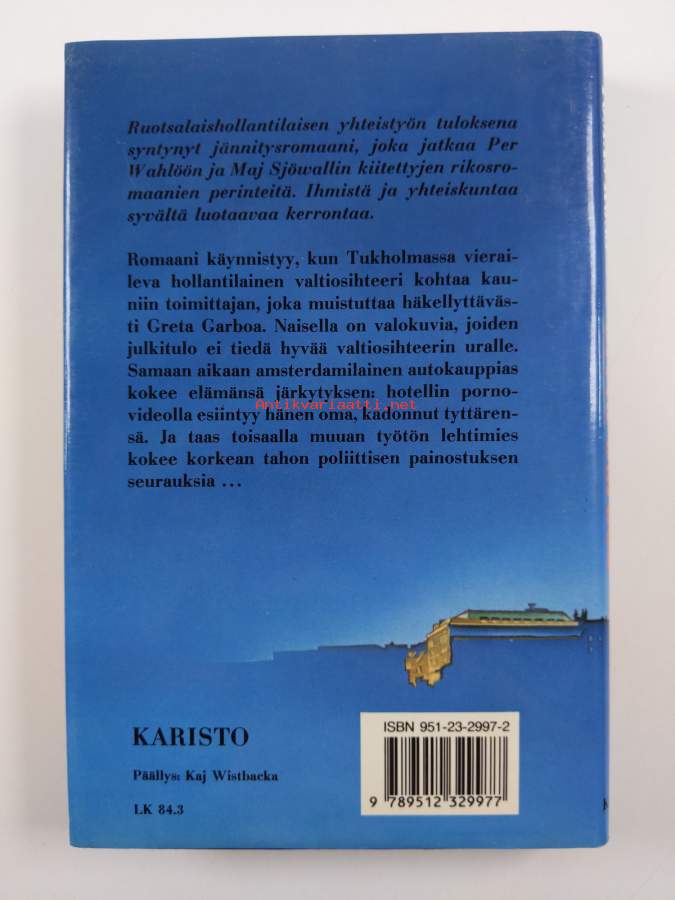 Ruotsalaishollantilaisen yhteistyön tuloksena
syntynyt jännitysromaani, joka jatkaa Per
Wahlöön ja Maj Sjöwallin kiitettyjen rikosro-
maanien perinteitä. Ihmistä ja yhteiskuntaa
syvältä luotaavaa kerrontaa.
Romaani käynnistyy, kun Tukholmassa vierai-
leva hollantilainen valtiosihteeri kohtaa kau-
niin toimittajan, joka muistuttaa häkellyttäväs-
ti Greta Garboa. Naisella on valokuvia, joiden
julkitulo ei tiedä hyvää valtiosihteerin uralle.
Samaan aikaan amsterdamilainen autokauppias
kokee elämänsä järkytyksen: hotellin porno-
Antikvariaatti.net
videolla esiintyy hänen oma, kadonnut tyttären-
sä. Ja taas toisaalla muuan työtön lehtimies
kokee korkean tahon poliittisen painostuksen
seurauksia ...
KARISTO
Päällys: Kaj Wistbacka
LK 84.3
ISBN 951-23-2997-2
9 789512 329977
K